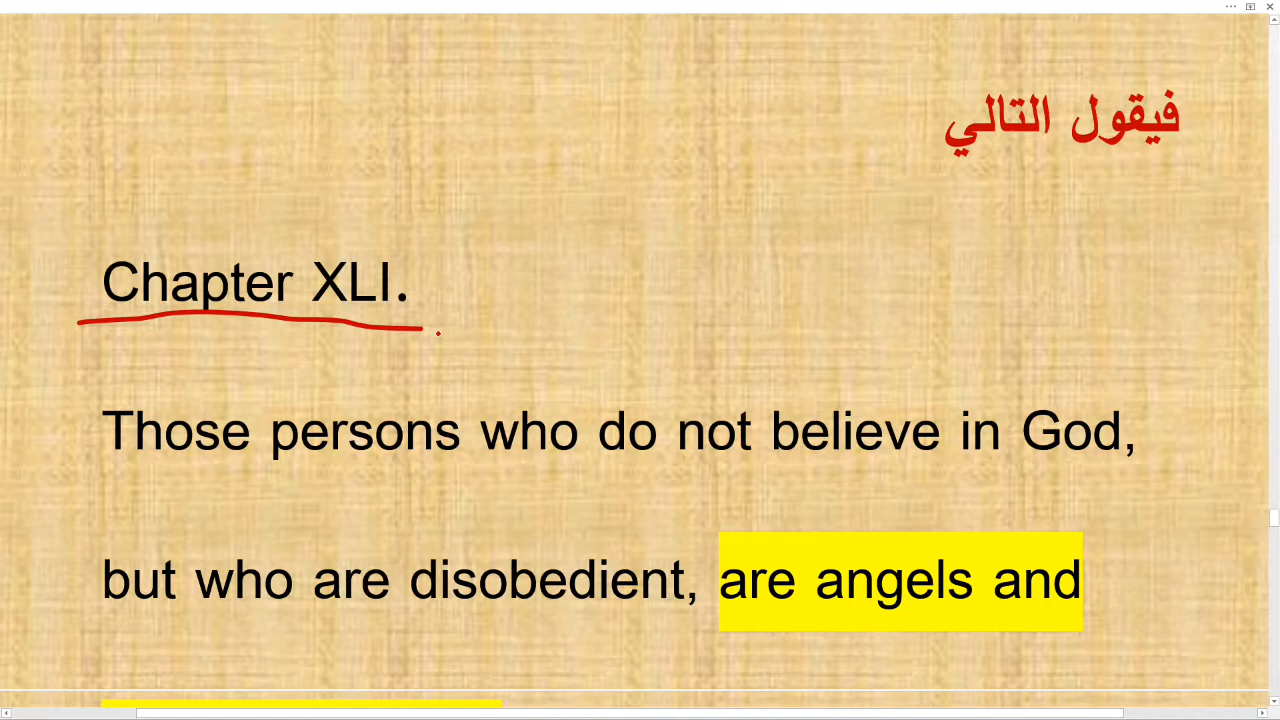 فيقول التالي
Chapter XLI.
Those persons who do not believe in God,
but who are disobedient, are angels and